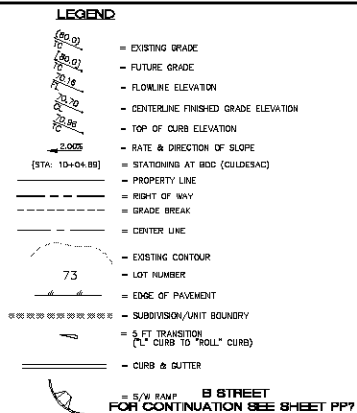 LEGEND
(80.0)
TC
= EXISTING GRADE
[80.0]
TC
- FUTURE GRADE
70.16
FL
- FLOWLINE ELEVATION
70.70
CL
- CENTERLINE FINISHED GRADE ELEVATION
70.96
TC
- TOP OF CURB ELEVATION
2.00%
- RATE & DIRECTION OF SLOPE
(STA: 10+04.89)
= STATIONING AT BDC (CULDESAC)
- PROPERTY LINE
= RIGHT OF WAY
= GRADE BREAK
= CENTER LINE
- EXISTING CONTOUR
73
- LOT NUMBER
= EDGE OF PAVEMENT
- SUBDIVISION/UNIT BOUNDRY
= 5 FT TRANSITION
("L" CURB TO "ROLL" CURB)
- CURB & GUTTER
= S/W RAMP
B STREET
FOR CONTINUATION SEE SHEET PP7